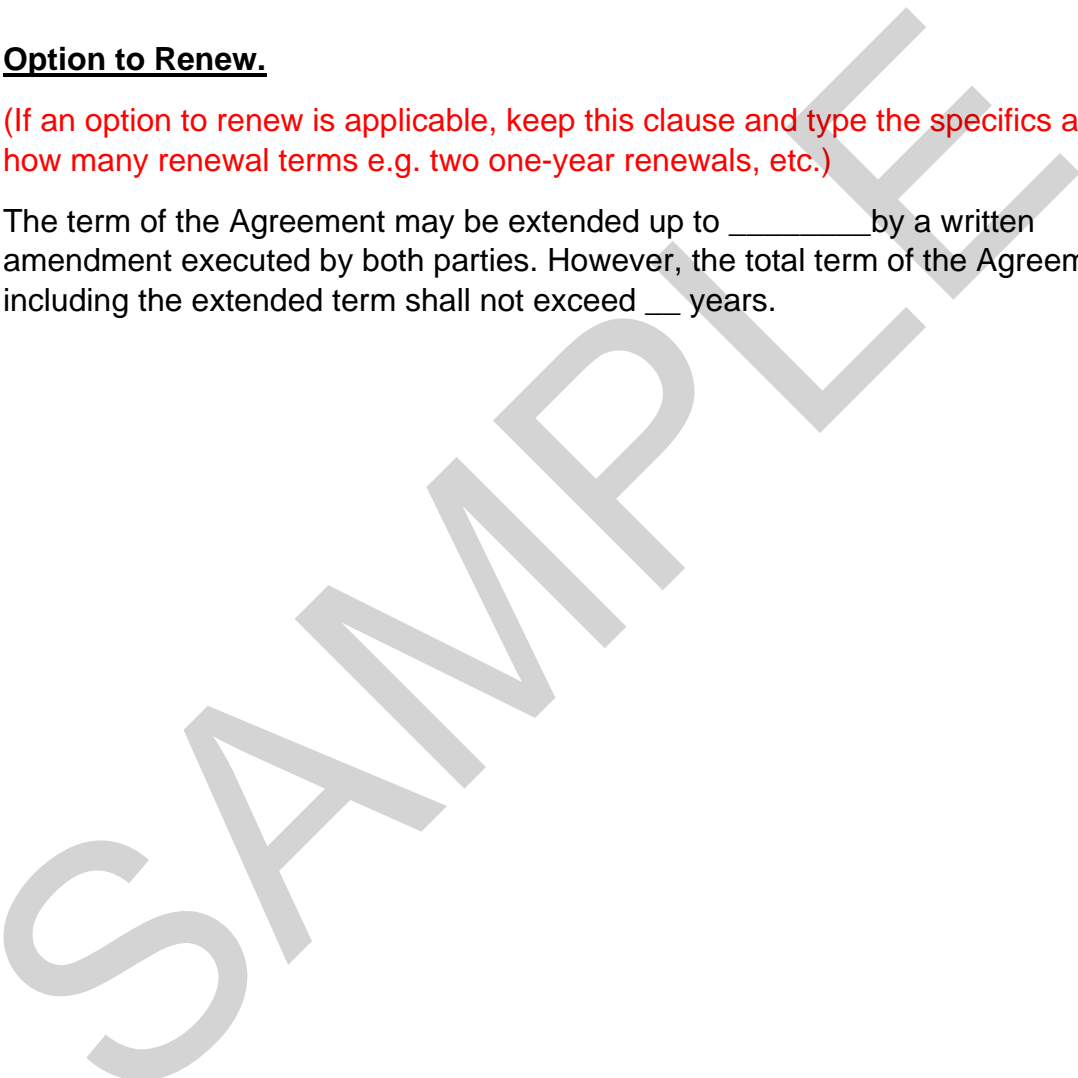 Option to Renew.
(If an option to renew is applicable, keep this clause and type the specifics
how many renewal terms e.g. two one-year renewals, etc.)
The term of the Agreement may be extended up to ________by a written
amendment executed by both parties. However, the total term of the
including the extended term shall not exceed __ years.
SAMPLE